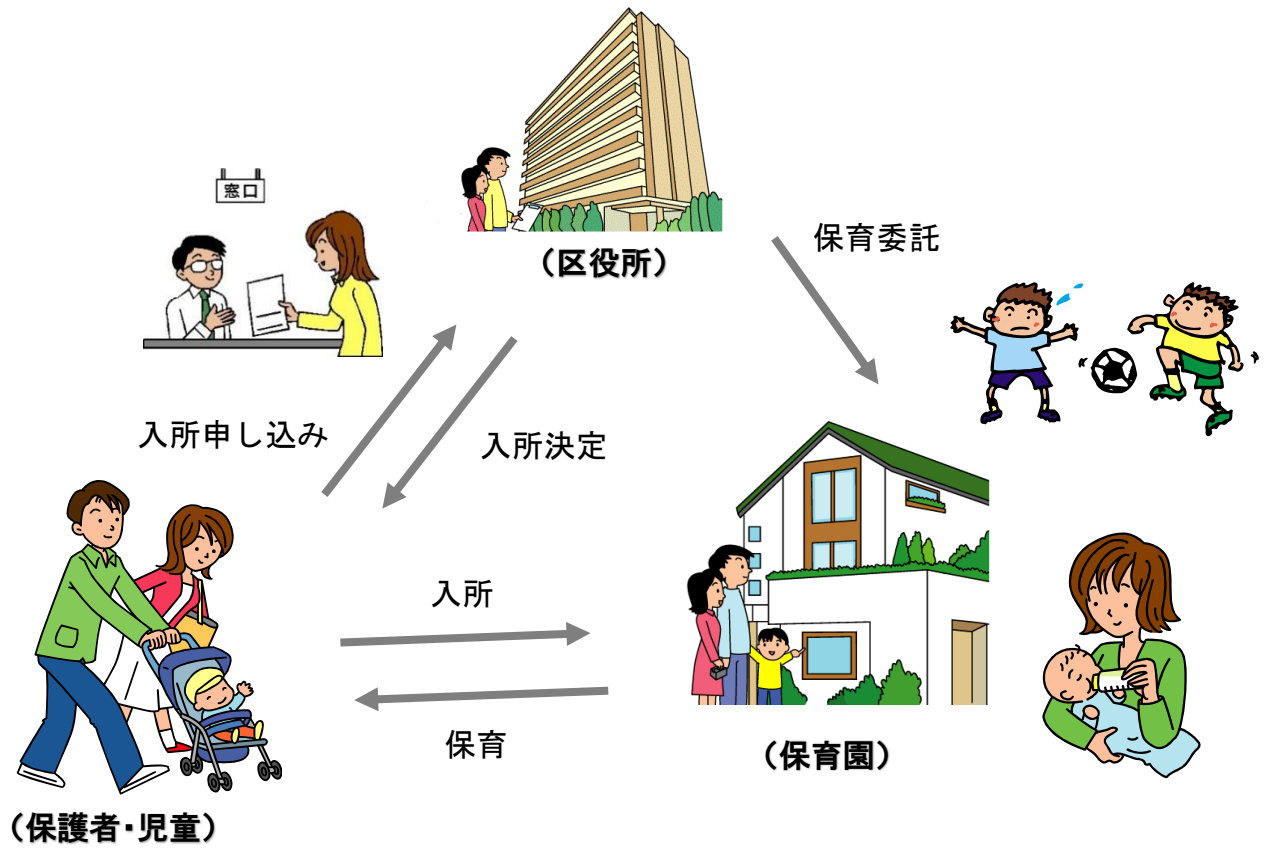 窓口
（区役所）
保育委託
入所申し込み
入所決定
入所
保育
（保育園）
（保護者・児童）